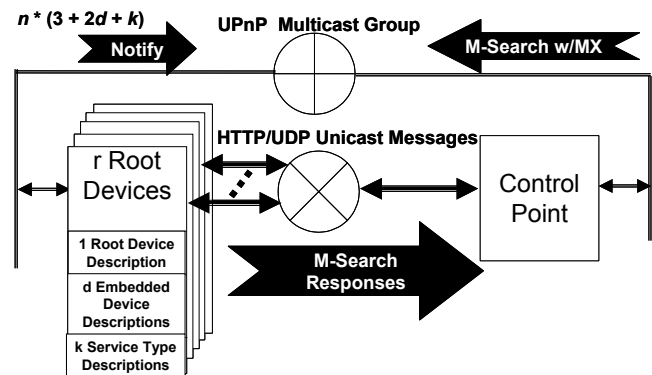 n * (3 + 2d + k)
UPnP Multicast Group
Notify
M-Search w/MX
HTTP/UDP Unicast Messages
r Root
Devices
Control
Point
1 Root Device
Description
d Embedded
Device
Descriptions
k Service Type
Descriptions
M-Search
Responses